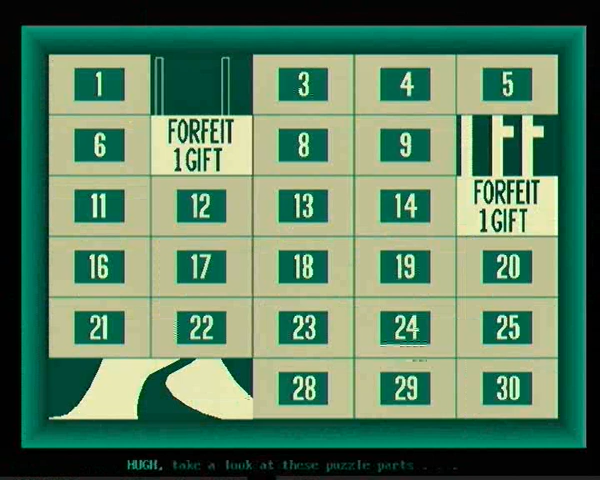 1 3 4 5
6 FORFEIT 1 GIFT 8 9
11 12 13 14 FORFEIT 1 GIFT
16 17 18 19 20
21 22 23 24 25
28 29 30
HUGH, take a look at these puzzle parts . . . .